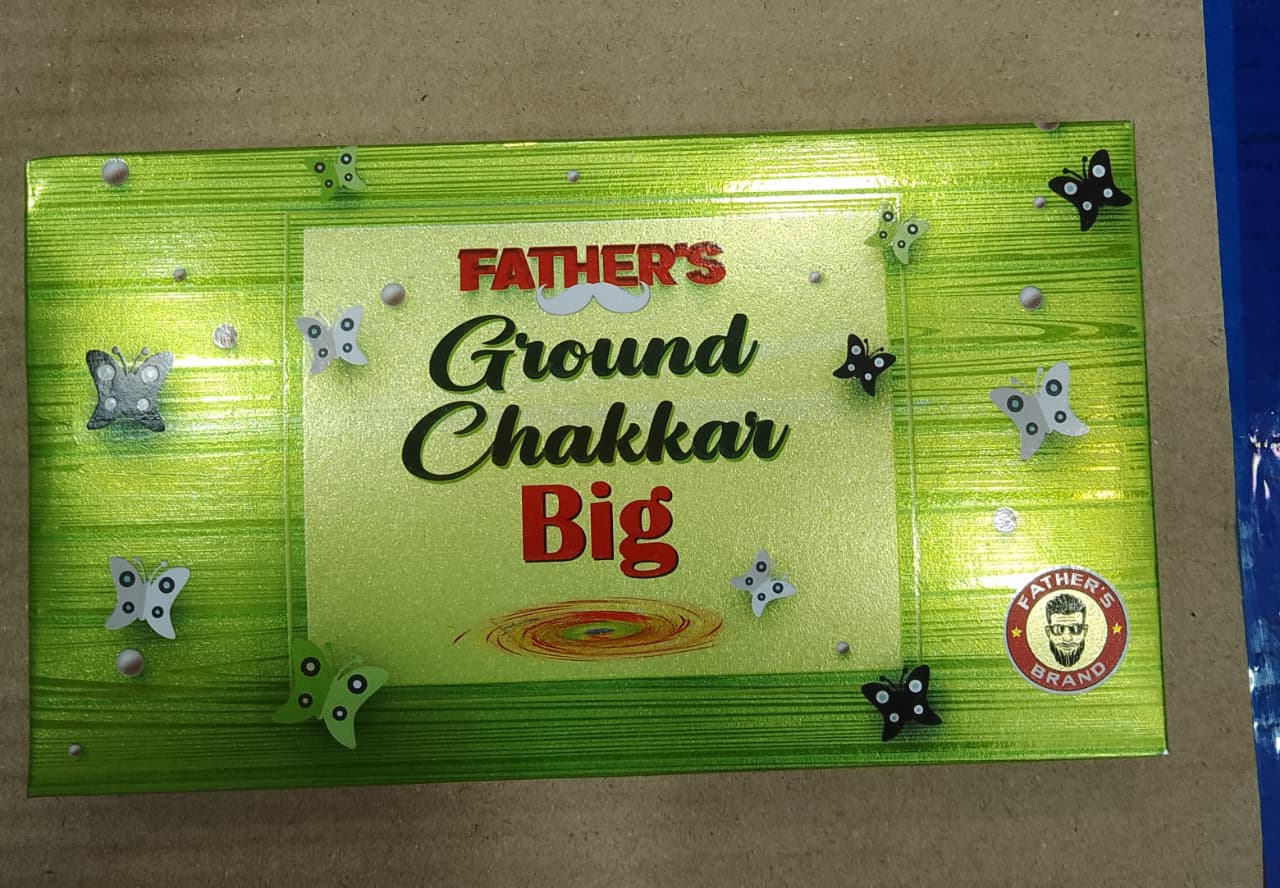 FATHER'S
Ground
Chakkar
Big
FATHER'S
BRAND